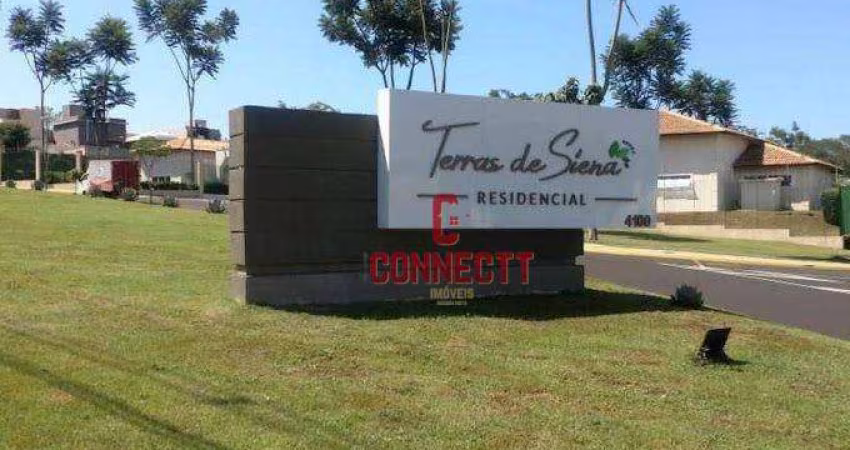 Terras de Siena
RESIDENCIAL
4100
C
CONNECTT
IMÓVEIS